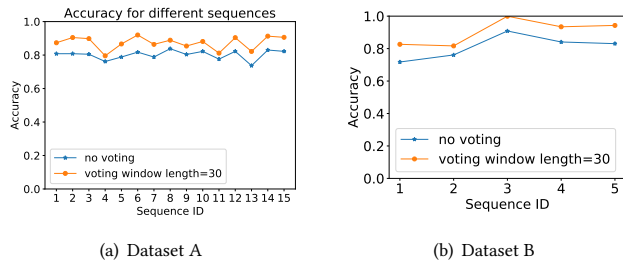 Accuracy for different sequences
1.0
0.8
0.6
0.4
0.2
0.0
Accuracy
no voting
voting window length=30
1 2 3 4 5 6 7 8 9 10 11 12 13 14 15
Sequence ID
(a) Dataset A
1.0
0.8
0.6
0.4
0.2
0.0
Accuracy
no voting
voting window length=30
1 2 3 4 5
Sequence ID
(b) Dataset B